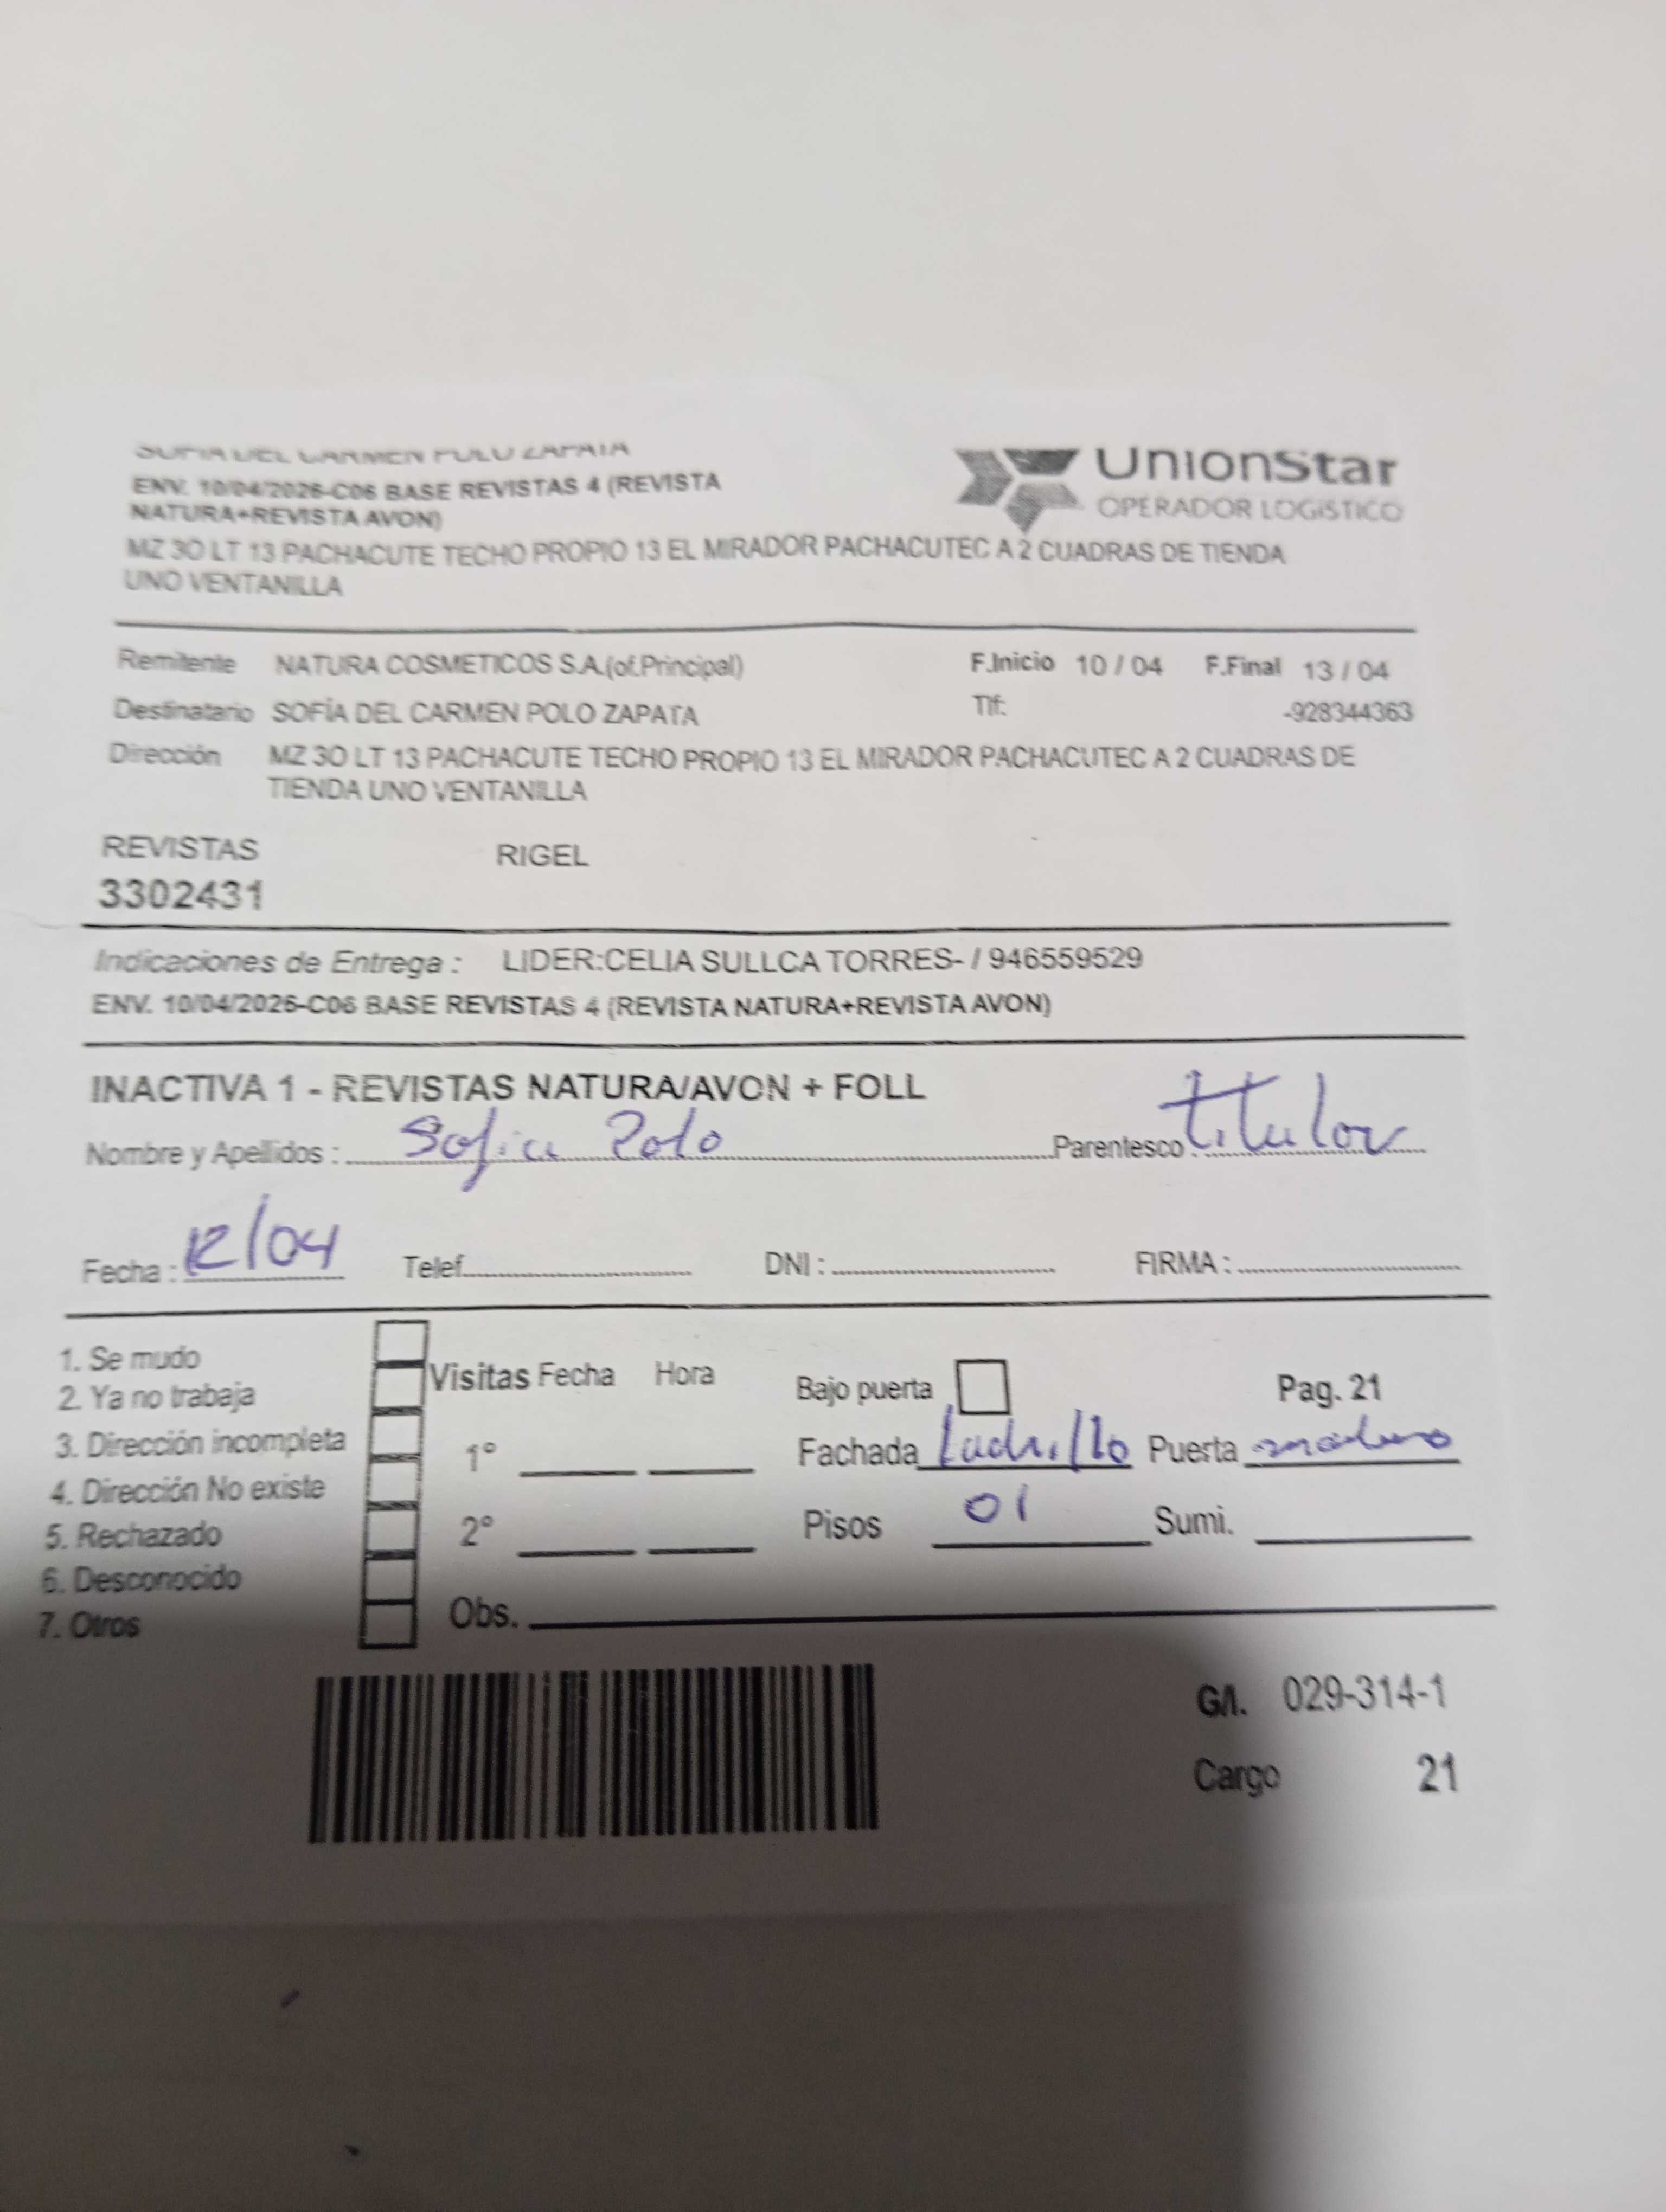 SOFIA DEL CARMEN POLO ZAPATA
ENV. 10/04/2026-C06 BASE REVISTAS 4 (REVISTA
NATURA+REVISTA AVON)
UnionStar
OPERADOR LOGISTICO
MZ 3O LT 13 PACHACUTE TECHO PROPIO 13 EL MIRADOR PACHACUTEC A 2 CUADRAS DE TIENDA
UNO VENTANILLA
Remitente NATURA COSMETICOS S.A.(of.Principal) F.Inicio 10 / 04 F.Final 13 / 04
Destinatario SOFÍA DEL CARMEN POLO ZAPATA Tlf: -928344363
Dirección MZ 3O LT 13 PACHACUTE TECHO PROPIO 13 EL MIRADOR PACHACUTEC A 2 CUADRAS DE
TIENDA UNO VENTANILLA
REVISTAS RIGEL
3302431
Indicaciones de Entrega : LIDER:CELIA SULLCA TORRES- / 946559529
ENV. 10/04/2026-C06 BASE REVISTAS 4 (REVISTA NATURA+REVISTA AVON)
INACTIVA 1 - REVISTAS NATURA/AVON + FOLL
Nombre y Apellidos : Sofia Polo Parentesco : titular
Fecha : 12/04 Telef. DNI : FIRMA :
1. Se mudo
2. Ya no trabaja
3. Dirección incompleta
4. Dirección No existe
5. Rechazado
6. Desconocido
7. Otros
Visitas Fecha Hora
1°
2°
Obs.
Bajo puerta Pag. 21
Fachada Ladrillo Puerta madera
Pisos 01 Sumi.
G/I. 029-314-1
Cargo 21